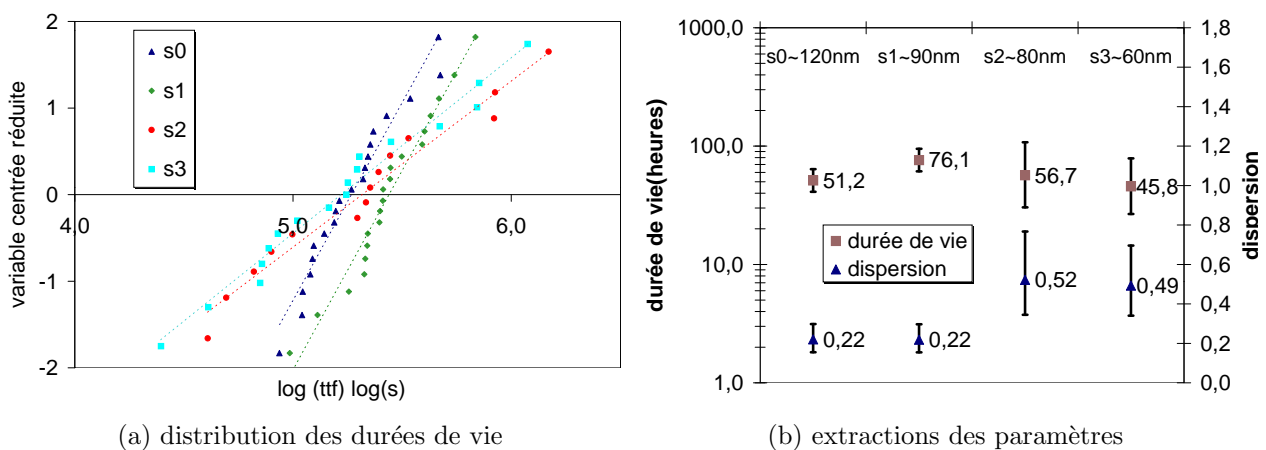 2
1
0
-1
-2
variable centrée réduite
s0
s1
s2
s3
4,0
5,0
6,0
log (ttf) log(s)
(a) distribution des durées de vie
1000,0
100,0
10,0
1,0
durée de vie(heures)
s0~120nm
s1~90nm
s2~80nm
s3~60nm
51,2
76,1
56,7
45,8
durée de vie
dispersion
0,22
0,22
0,52
0,49
1,8
1,6
1,4
1,2
1,0
0,8
0,6
0,4
0,2
0,0
dispersion
(b) extractions des paramètres